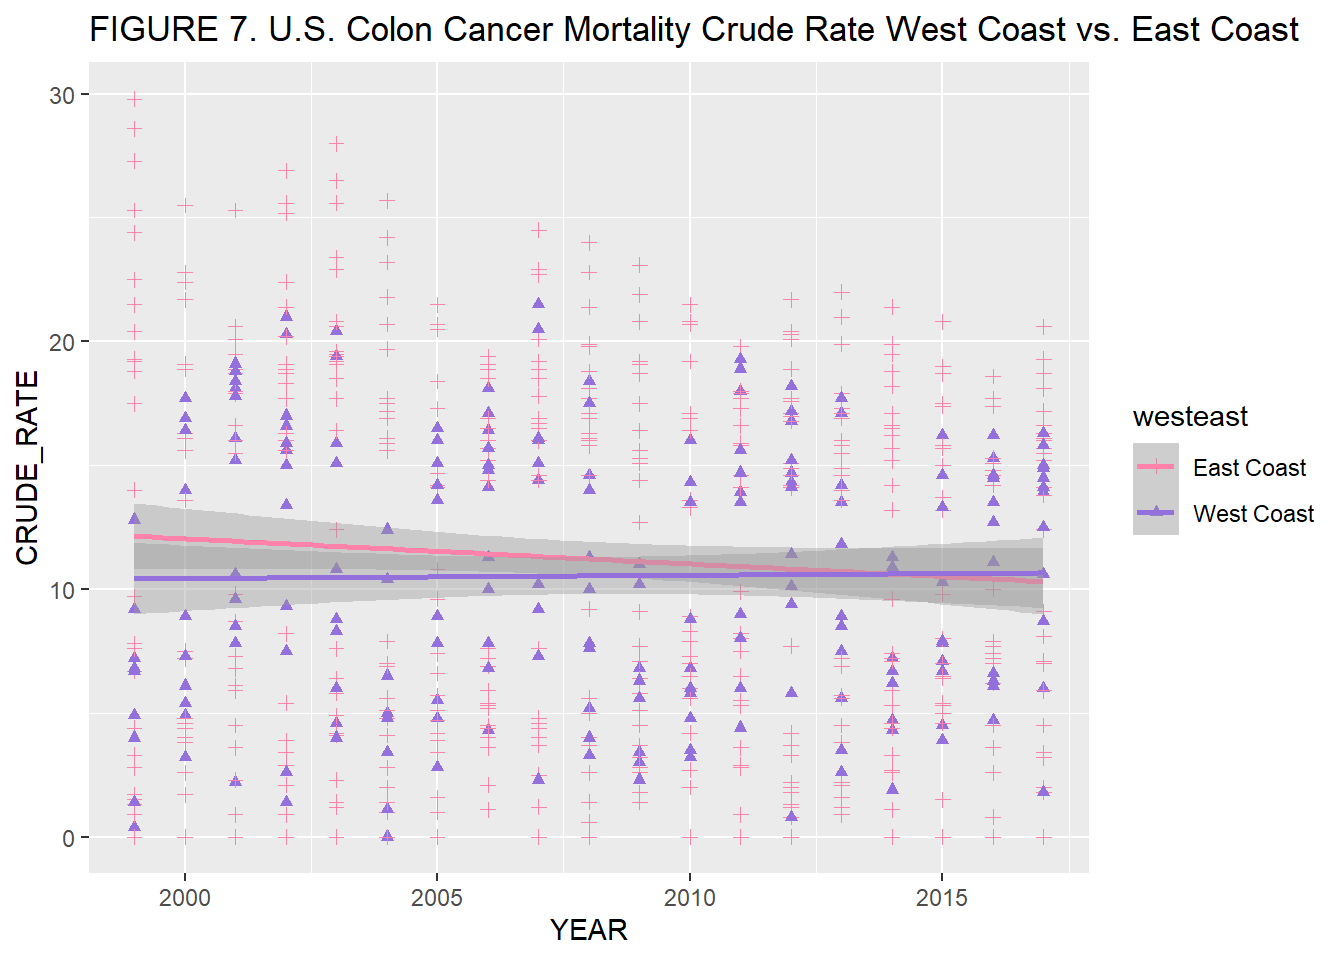 FIGURE 7. U.S. Colon Cancer Mortality Crude Rate West Coast vs. East Coast
30
20
10
0
CRUDE_RATE
2000 2005 2010 2015
YEAR
westeast
East Coast
West Coast